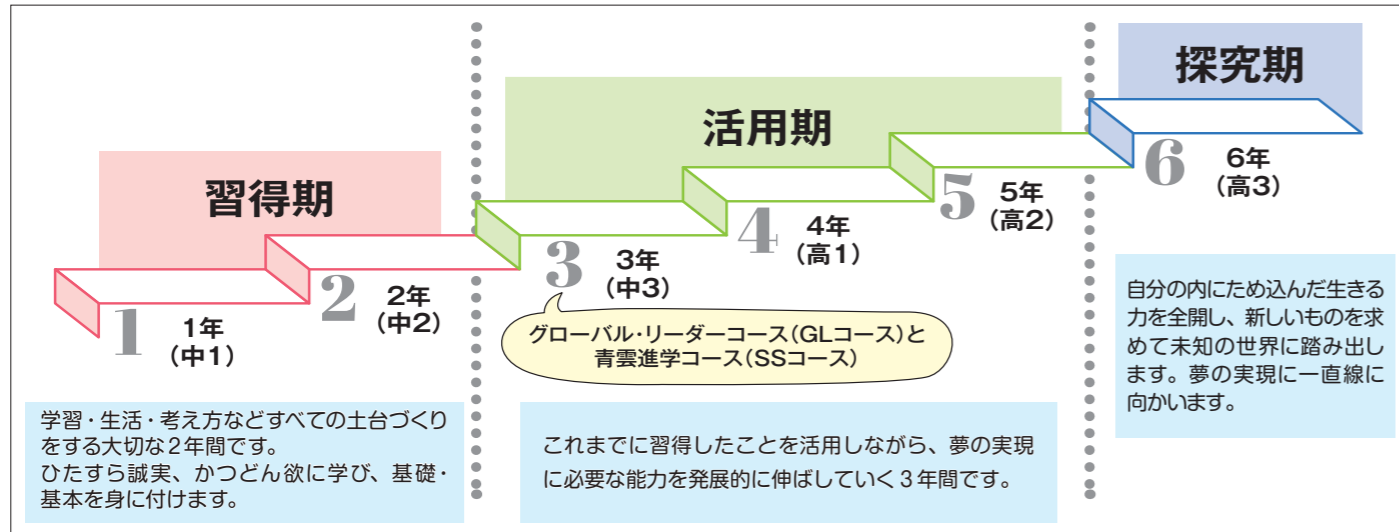 習得期
1
1年
(中1)
2
2年
(中2)
学習・生活・考え方などすべての土台づくり
をする大切な2年間です。
ひたすら誠実、かつどん欲に学び、基礎・
基本を身に付けます。
活用期
3
3年
(中3)
グローバル・リーダーコース(GLコース)と
青雲進学コース(SSコース)
4
4年
(高1)
5
5年
(高2)
これまでに習得したことを活用しながら、夢の実現
に必要な能力を発展的に伸ばしていく3年間です。
探究期
6
6年
(高3)
自分の内にため込んだ生きる
力を全開し、新しいものを求
めて未知の世界に踏み出し
ます。夢の実現に一直線に
向かいます。